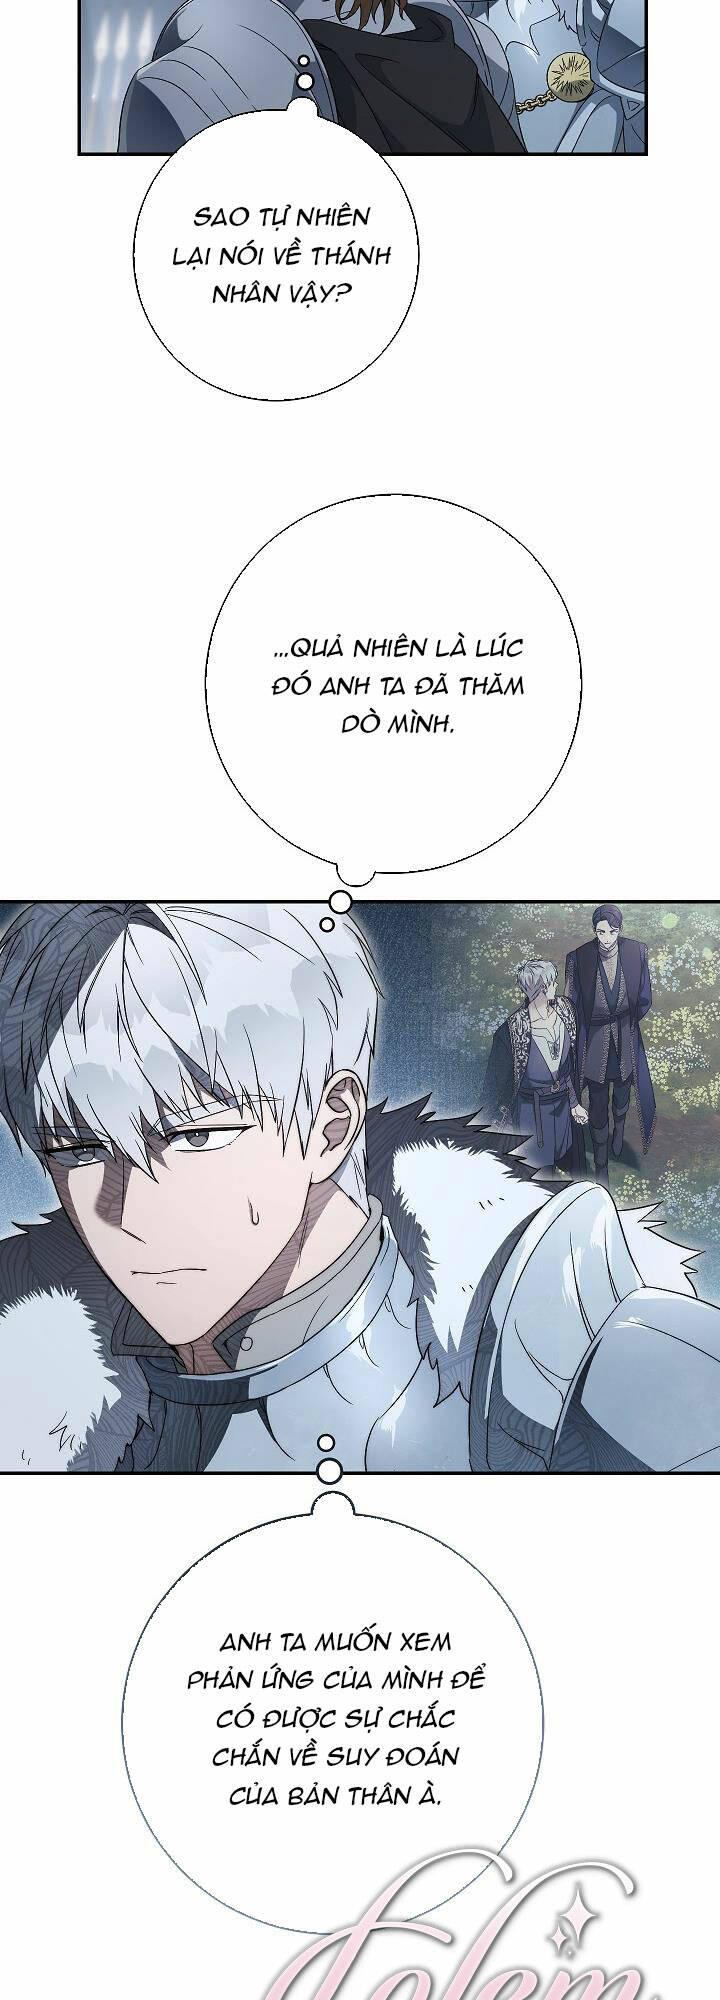 SAO TỰ NHIÊN
LẠI NÓI VỀ THÁNH
NHÂN VẬY?
...QUẢ NHIÊN LÀ LÚC
ĐÓ ANH TA ĐÃ THĂM
DÒ MÌNH.
ANH TA MUỐN XEM
PHẢN ỨNG CỦA MÌNH ĐỂ
CÓ ĐƯỢC SỰ CHẮC
CHẮN VỀ SUY ĐOÁN
CỦA BẢN THÂN À.
dolem